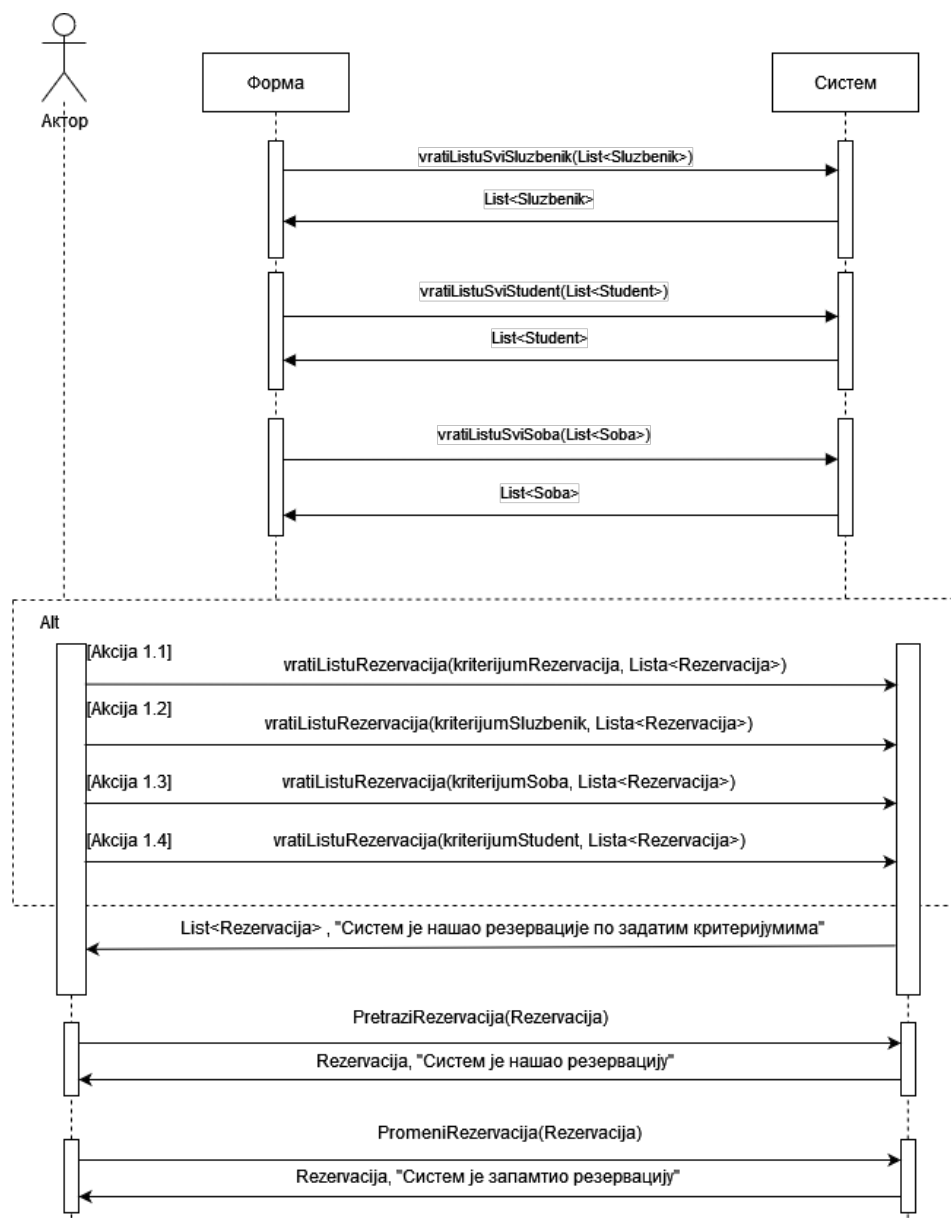 Актор
Форма
Систем
vratiListuSviSluzbenik(List<Sluzbenik>)
List<Sluzbenik>
vratiListuSviStudent(List<Student>)
List<Student>
vratiListuSviSoba(List<Soba>)
List<Soba>
Alt
[Akcija 1.1]
vratiListuRezervacija(kriterijumRezervacija, Lista<Rezervacija>)
[Akcija 1.2]
vratiListuRezervacija(kriterijumSluzbenik, Lista<Rezervacija>)
[Akcija 1.3]
vratiListuRezervacija(kriterijumSoba, Lista<Rezervacija>)
[Akcija 1.4]
vratiListuRezervacija(kriterijumStudent, Lista<Rezervacija>)
List<Rezervacija> , "Систем је нашао резервације по задатим критеријумима"
PretraziRezervacija(Rezervacija)
Rezervacija, "Систем је нашао резервацију"
PromeniRezervacija(Rezervacija)
Rezervacija, "Систем је запамтио резервацију"